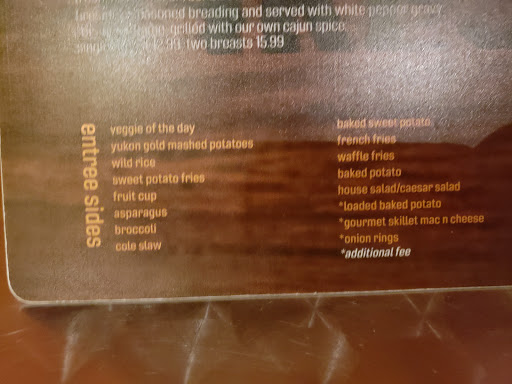 breading and served with white pepper gravy
grilled with our own cajun spice
two breasts 15.99
entree sides
veggie of the day
yukon gold mashed potatoes
wild rice
sweet potato fries
fruit cup
asparagus
broccoli
cole slaw
baked sweet potato
french fries
waffle fries
baked potato
house salad/caesar salad
*loaded baked potato
*gourmet skillet mac n cheese
*onion rings
*additional fee